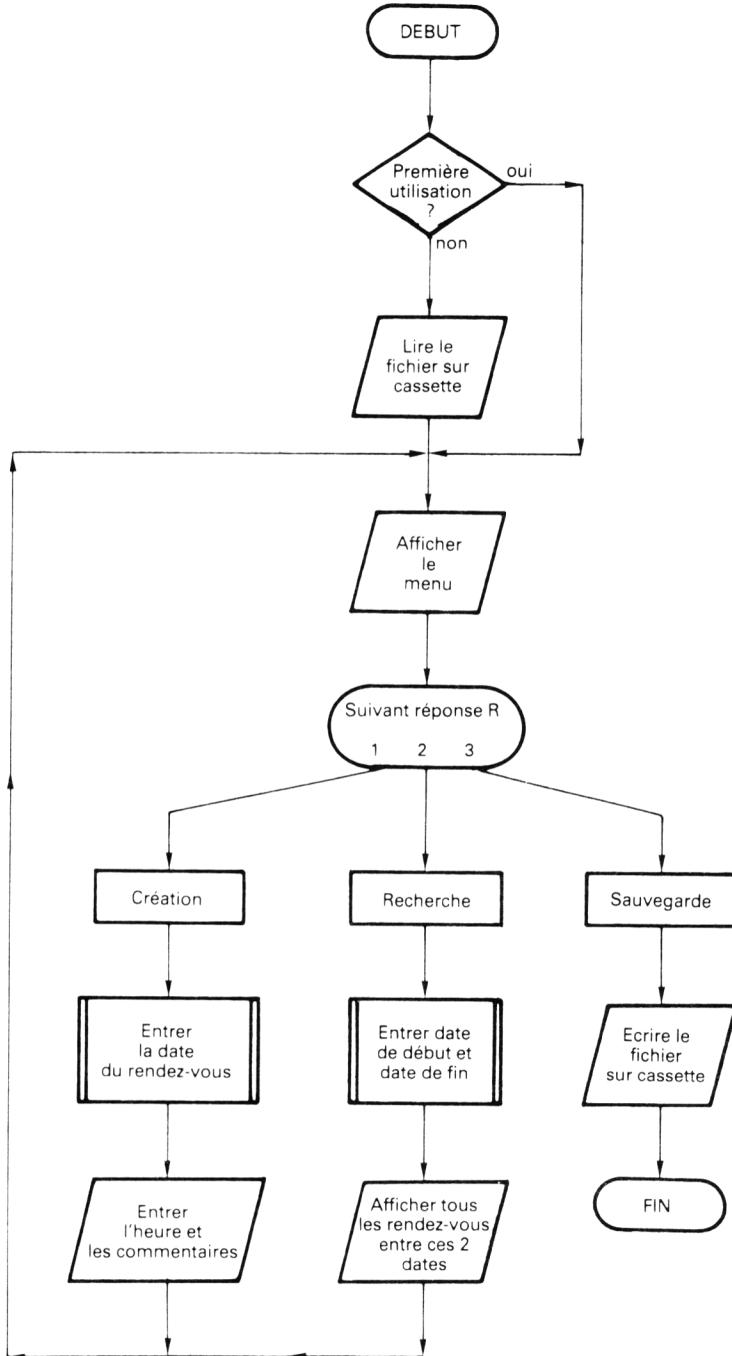 DEBUT
Première
utilisation
?
oui
non
Lire le
fichier sur
cassette
Afficher
le
menu
Suivant réponse R
1 2 3
Création
Recherche
Sauvegarde
Entrer
la date
du rendez-vous
Entrer date
de début et
date de fin
Ecrire le
fichier
sur cassette
Entrer
l'heure et
les commentaires
Afficher tous
les rendez-vous
entre ces 2
dates
FIN